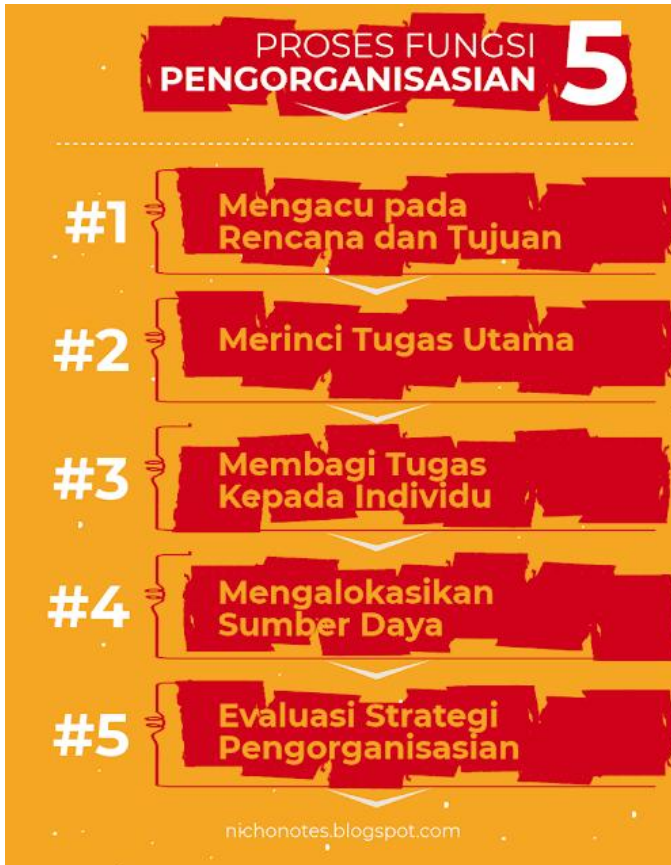 PROSES FUNGSI
PENGORGANISASIAN
5
#1
Mengacu pada
Rencana dan Tujuan
#2
Merinci Tugas Utama
#3
Membagi Tugas
Kepada Individu
#4
Mengalokasikan
Sumber Daya
#5
Evaluasi Strategi
Pengorganisasian
nichonotes.blogspot.com